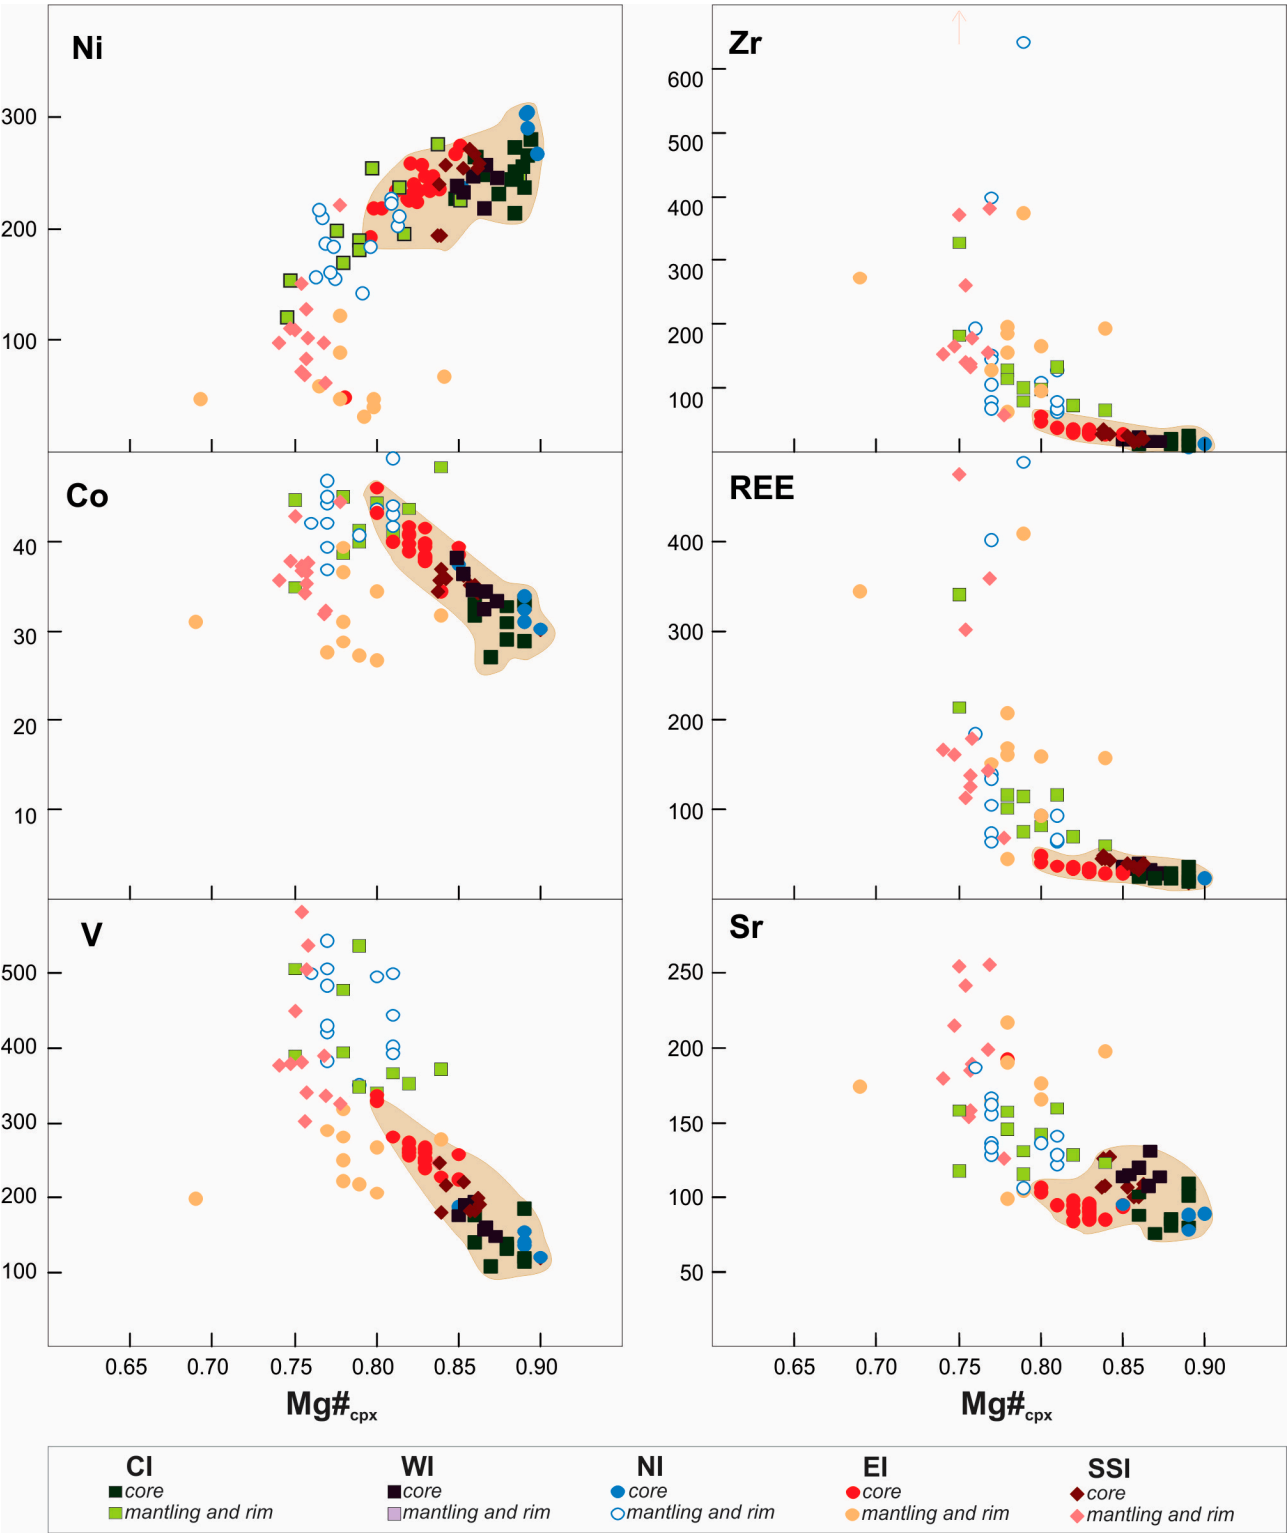 Ni
300
200
100
Zr
600
500
400
300
200
100
Co
40
30
20
10
REE
400
300
200
100
V
500
400
300
200
100
0.65 0.70 0.75 0.80 0.85 0.90
Mg#cpx
Sr
250
200
150
100
50
0.65 0.70 0.75 0.80 0.85 0.90
Mg#cpx
CI WI NI EI SSI
core core core core core
mantling and rim mantling and rim mantling and rim mantling and rim mantling and rim